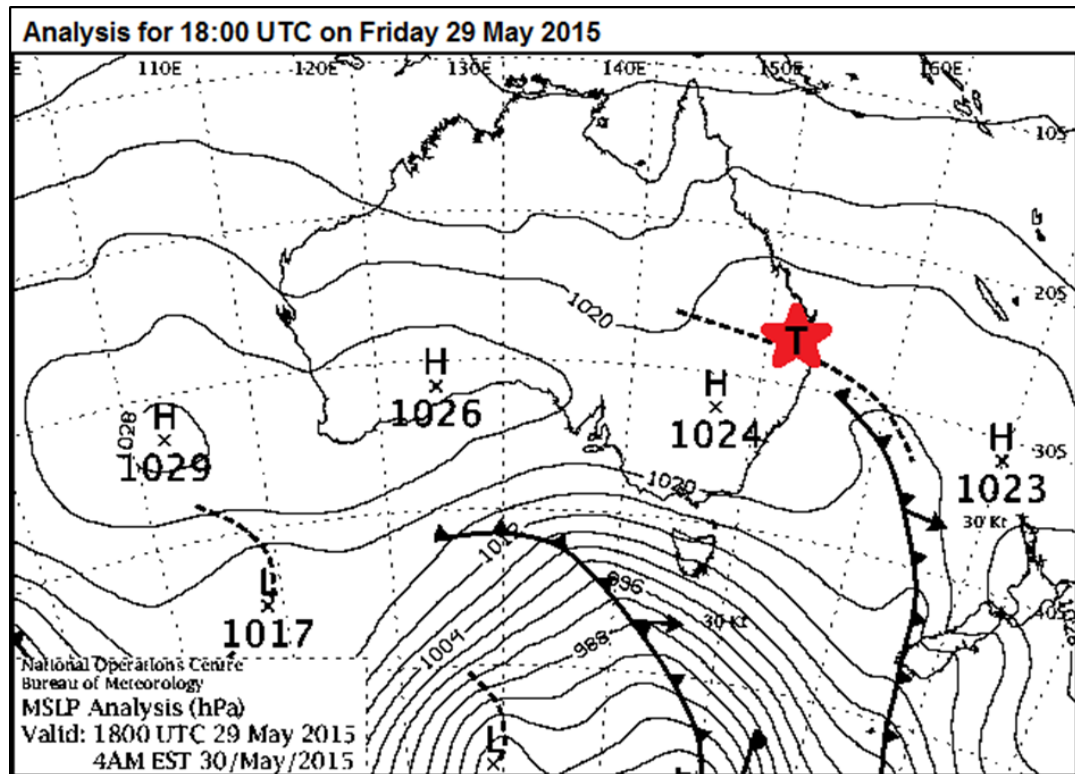 Analysis for 18:00 UTC on Friday 29 May 2015
E 110E 120E 130E 140E 150E 160E
10S
20S
1020
H
1026
H
1028
1029
T
H
1024
H
1023
30S
1020
30 Kt
996
40S
L
1017
1004
988
30 Kt
National Operations Centre
Bureau of Meteorology
MSLP Analysis (hPa)
Valid: 1800 UTC 29 May 2015
4AM EST 30/May/2015
L